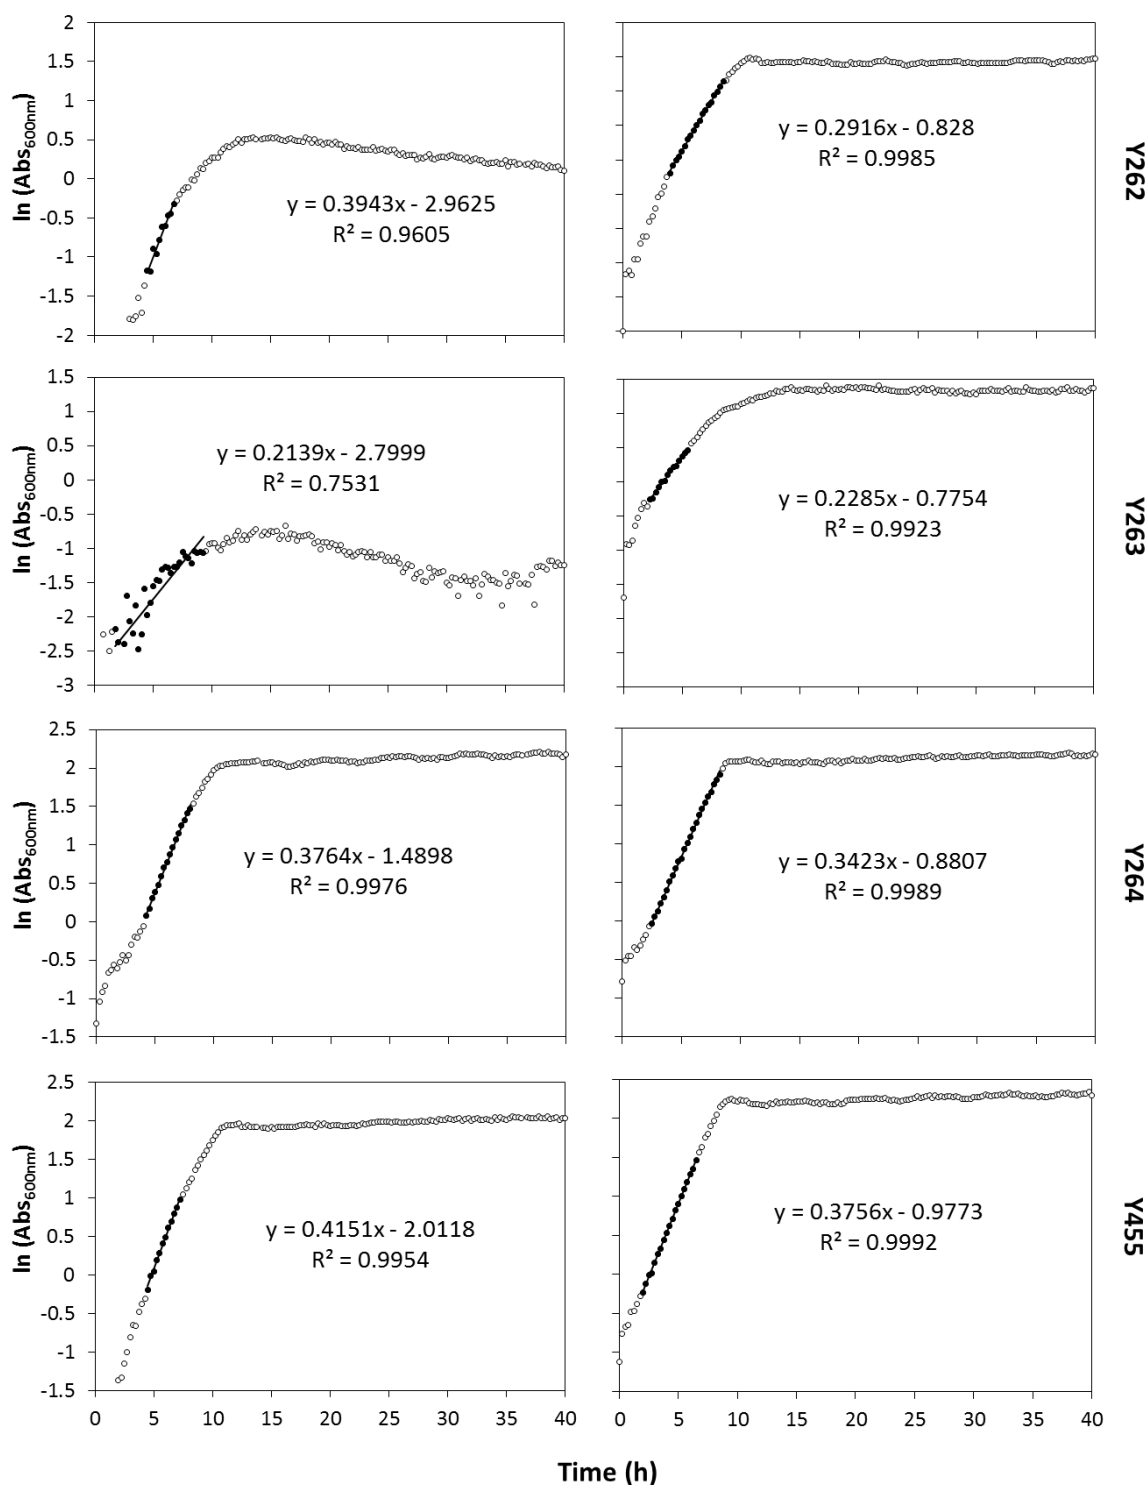 2
1.5
1
0.5
0
-0.5
-1
-1.5
-2
ln (Abs600nm)
y = 0.3943x - 2.9625
R² = 0.9605
y = 0.2916x - 0.828
R² = 0.9985
Y262
1.5
1
0.5
0
-0.5
-1
-1.5
-2
-2.5
-3
ln (Abs600nm)
y = 0.2139x - 2.7999
R² = 0.7531
y = 0.2285x - 0.7754
R² = 0.9923
Y263
2.5
2
1.5
1
0.5
0
-0.5
-1
-1.5
ln (Abs600nm)
y = 0.3764x - 1.4898
R² = 0.9976
y = 0.3423x - 0.8807
R² = 0.9989
Y264
2.5
2
1.5
1
0.5
0
-0.5
-1
-1.5
ln (Abs600nm)
y = 0.4151x - 2.0118
R² = 0.9954
y = 0.3756x - 0.9773
R² = 0.9992
Y455
0 5 10 15 20 25 30 35 40
0 5 10 15 20 25 30 35 40
Time (h)